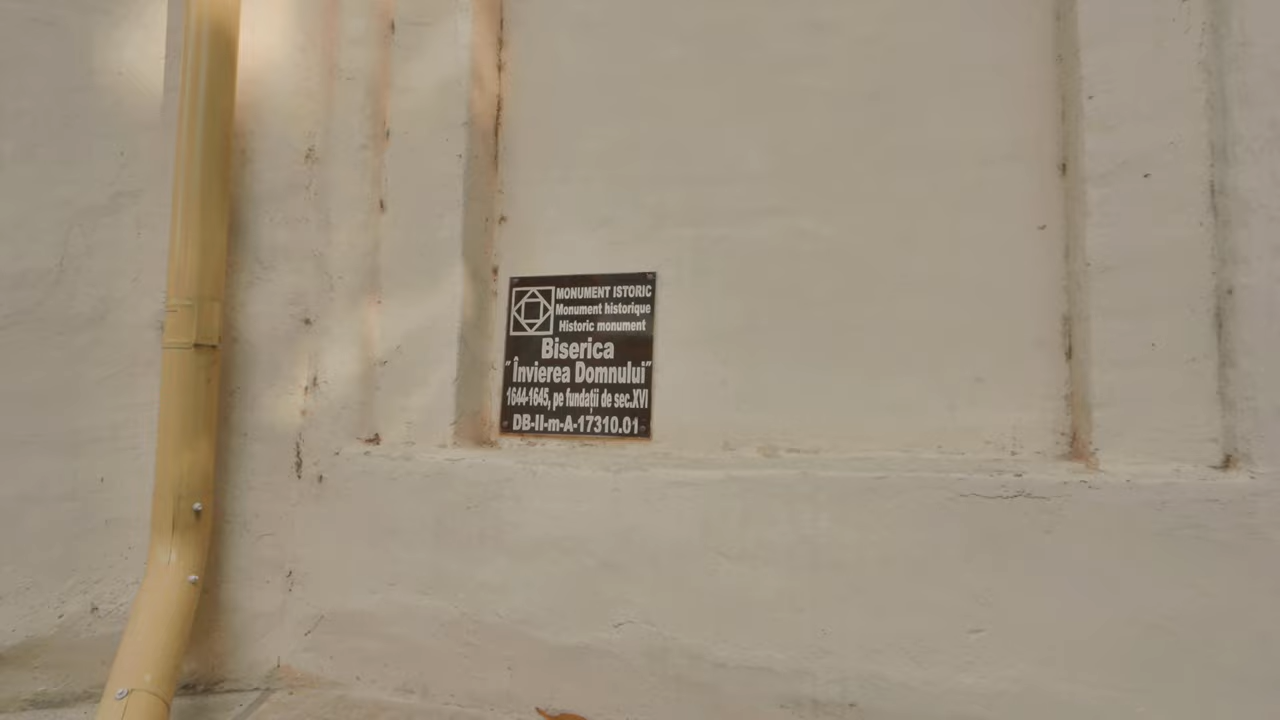 MONUMENT ISTORIC
Monument historique
Historic monument
Biserica
"Învierea Domnului"
1644-1645, pe fundații de sec.XVI
DB-II-m-A-17310.01